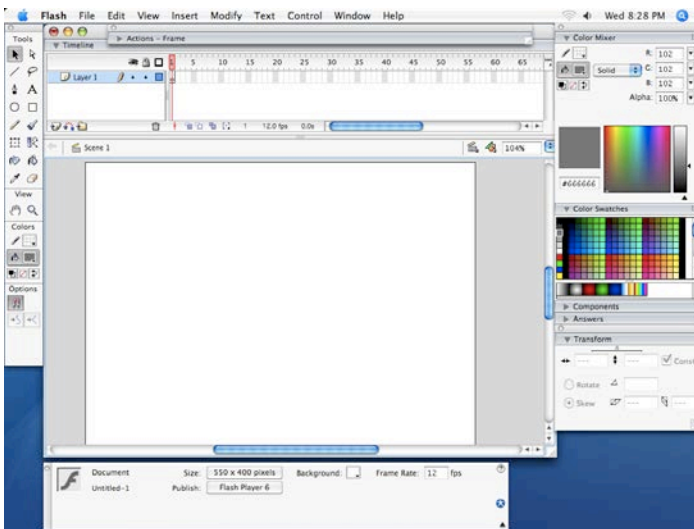 Flash File Edit View Insert Modify Text Control Window Help Wed 8:28 PM
Tools
Actions - Frame
Timeline
5 10 15 20 25 30 35 40 45 50 55 60 65
Layer 1
1 12.0 fps 0.0s
Scene 1 104%
View
Colors
Options
Color Mixer
R: 102
Solid G: 102
B: 102
Alpha: 100%
#666666
Color Swatches
Components
Answers
Transform
Const
Rotate
Skew
Document Size: 550 x 400 pixels Background: Frame Rate: 12 fps
Untitled-1 Publish: Flash Player 6